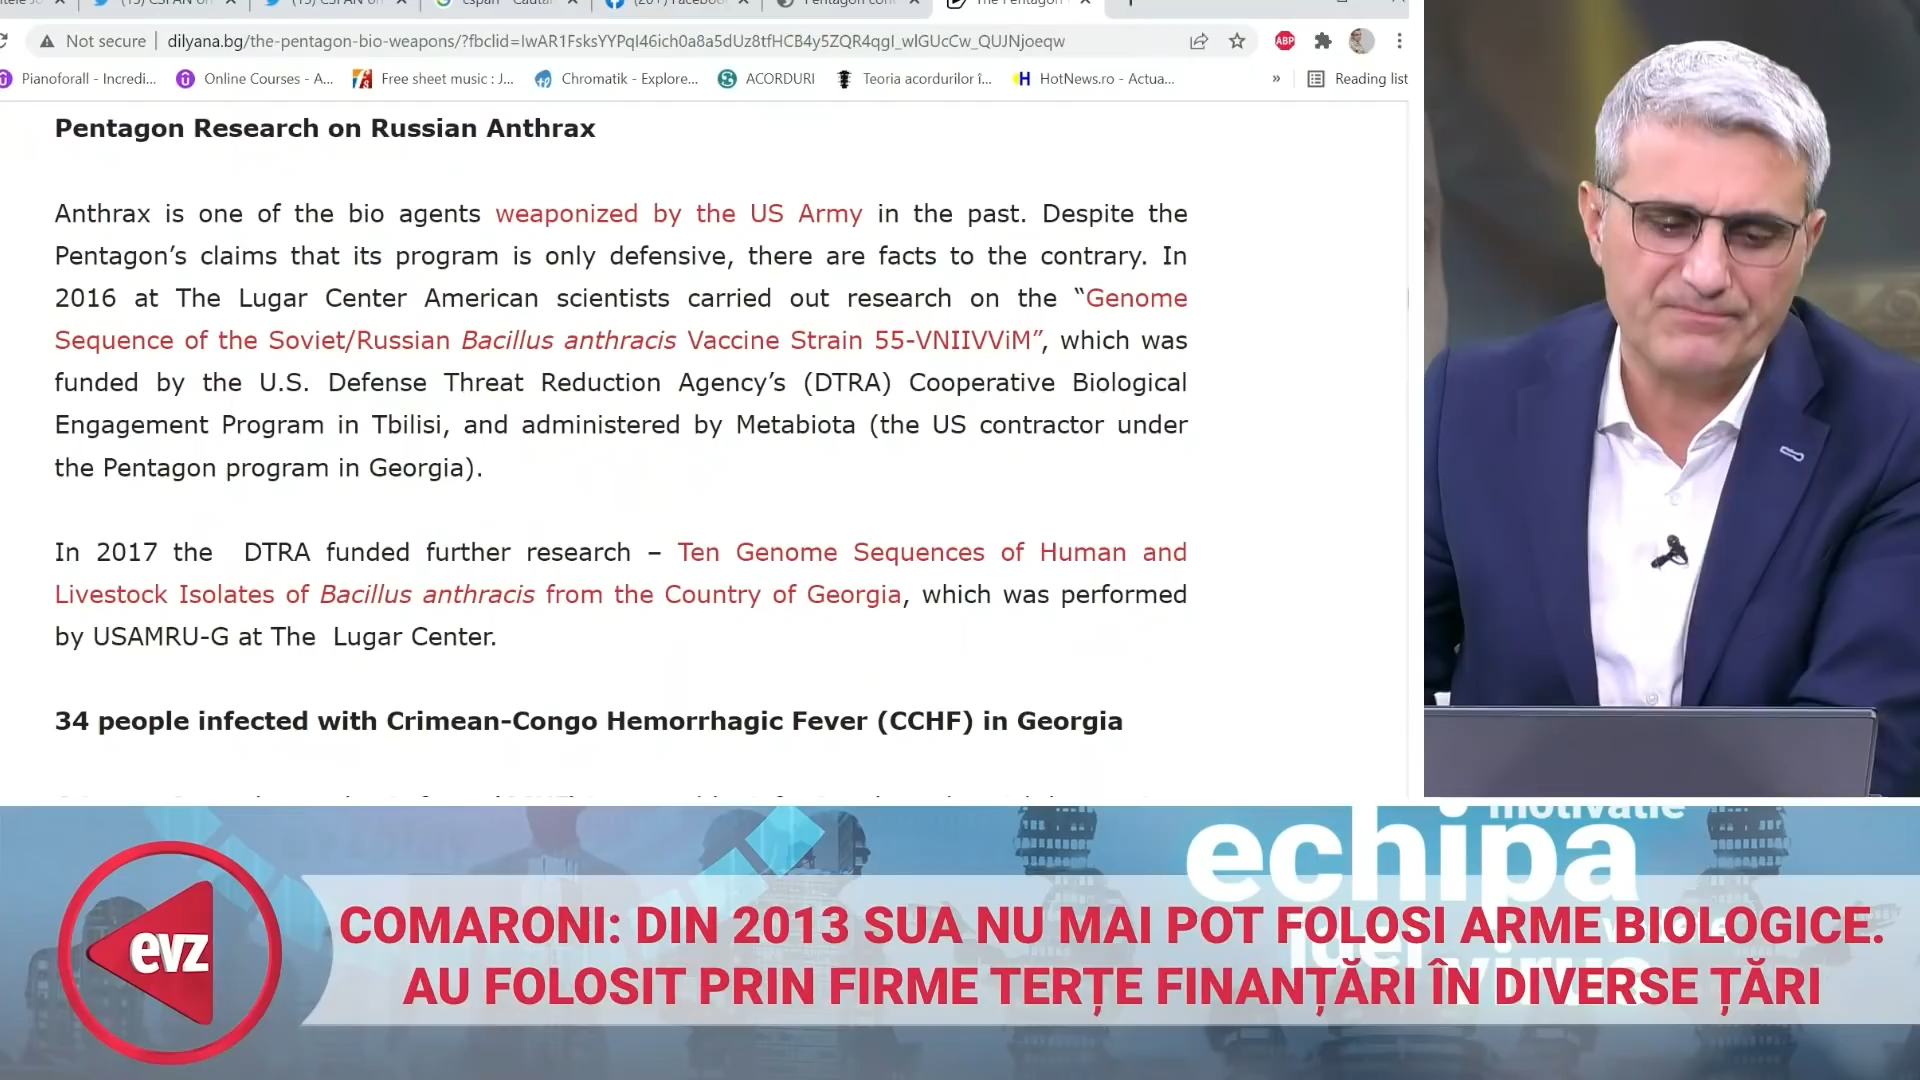 Not secure | dilyana.bg/the-pentagon-bio-weapons/?fbclid=IwAR1FsksYYPqI46ich0a8a5dUz8tfHCB4y5ZQR4qgI_wlGUcCw_QUJNjoeqw
ABP
Pianoforall - Incredi... Online Courses - A... Free sheet music : J... Chromatik - Explore... ACORDURI Teoria acordurilor î... HotNews.ro - Actua... » Reading list
Pentagon Research on Russian Anthrax
Anthrax is one of the bio agents weaponized by the US Army in the past. Despite the
Pentagon’s claims that its program is only defensive, there are facts to the contrary. In
2016 at The Lugar Center American scientists carried out research on the “Genome
Sequence of the Soviet/Russian Bacillus anthracis Vaccine Strain 55-VNIIVViM”, which was
funded by the U.S. Defense Threat Reduction Agency’s (DTRA) Cooperative Biological
Engagement Program in Tbilisi, and administered by Metabiota (the US contractor under
the Pentagon program in Georgia).
In 2017 the DTRA funded further research – Ten Genome Sequences of Human and
Livestock Isolates of Bacillus anthracis from the Country of Georgia, which was performed
by USAMRU-G at The Lugar Center.
34 people infected with Crimean-Congo Hemorrhagic Fever (CCHF) in Georgia
motivatie
echipa
evz
COMARONI: DIN 2013 SUA NU MAI POT FOLOSI ARME BIOLOGICE.
AU FOLOSIT PRIN FIRME TERȚE FINANȚĂRI ÎN DIVERSE ȚĂRI